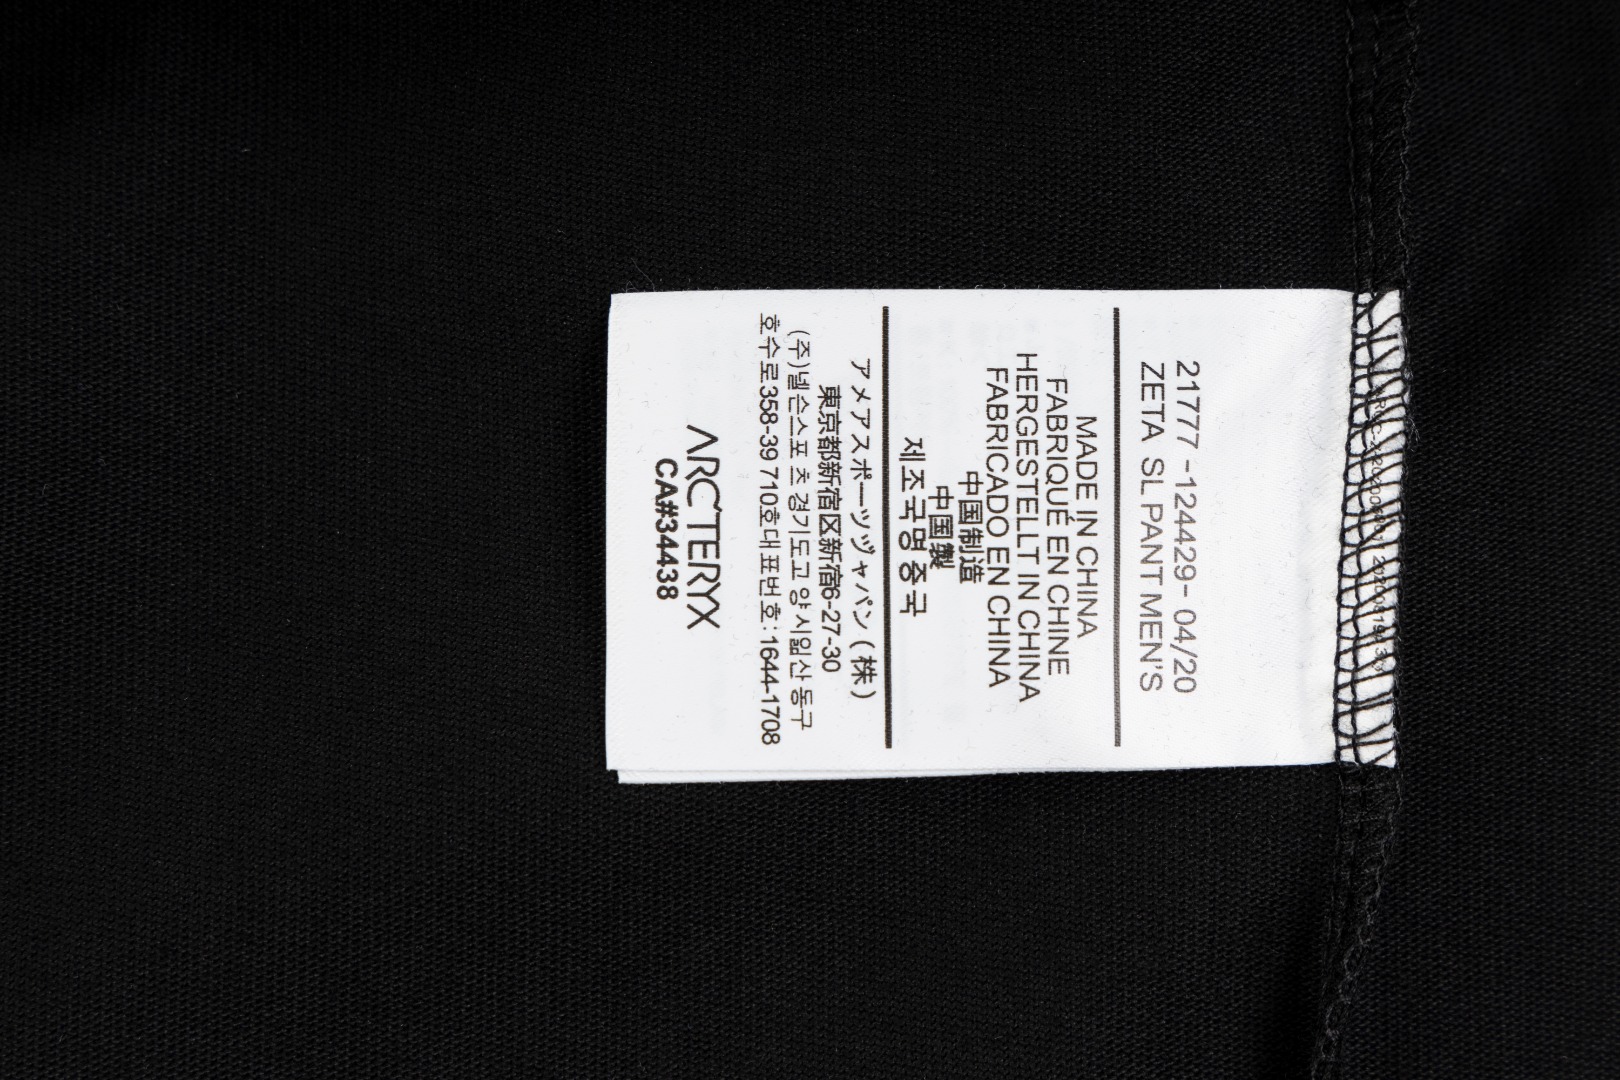 21777 -124429- 04/20
ZETA SL PANT MEN'S
MADE IN CHINA
FABRIQUÉ EN CHINE
HERGESTELLT IN CHINA
FABRICADO EN CHINA
中国制造
中国製
제조국명 중국
アメアスポーツヅャパン (株)
東京都新宿区新宿6-27-30
(주)넬슨스포 츠 경기도고 양시일산동구
호수로358-39 710호대표번호:1644-1708
ARC'TERYX
CA#34438